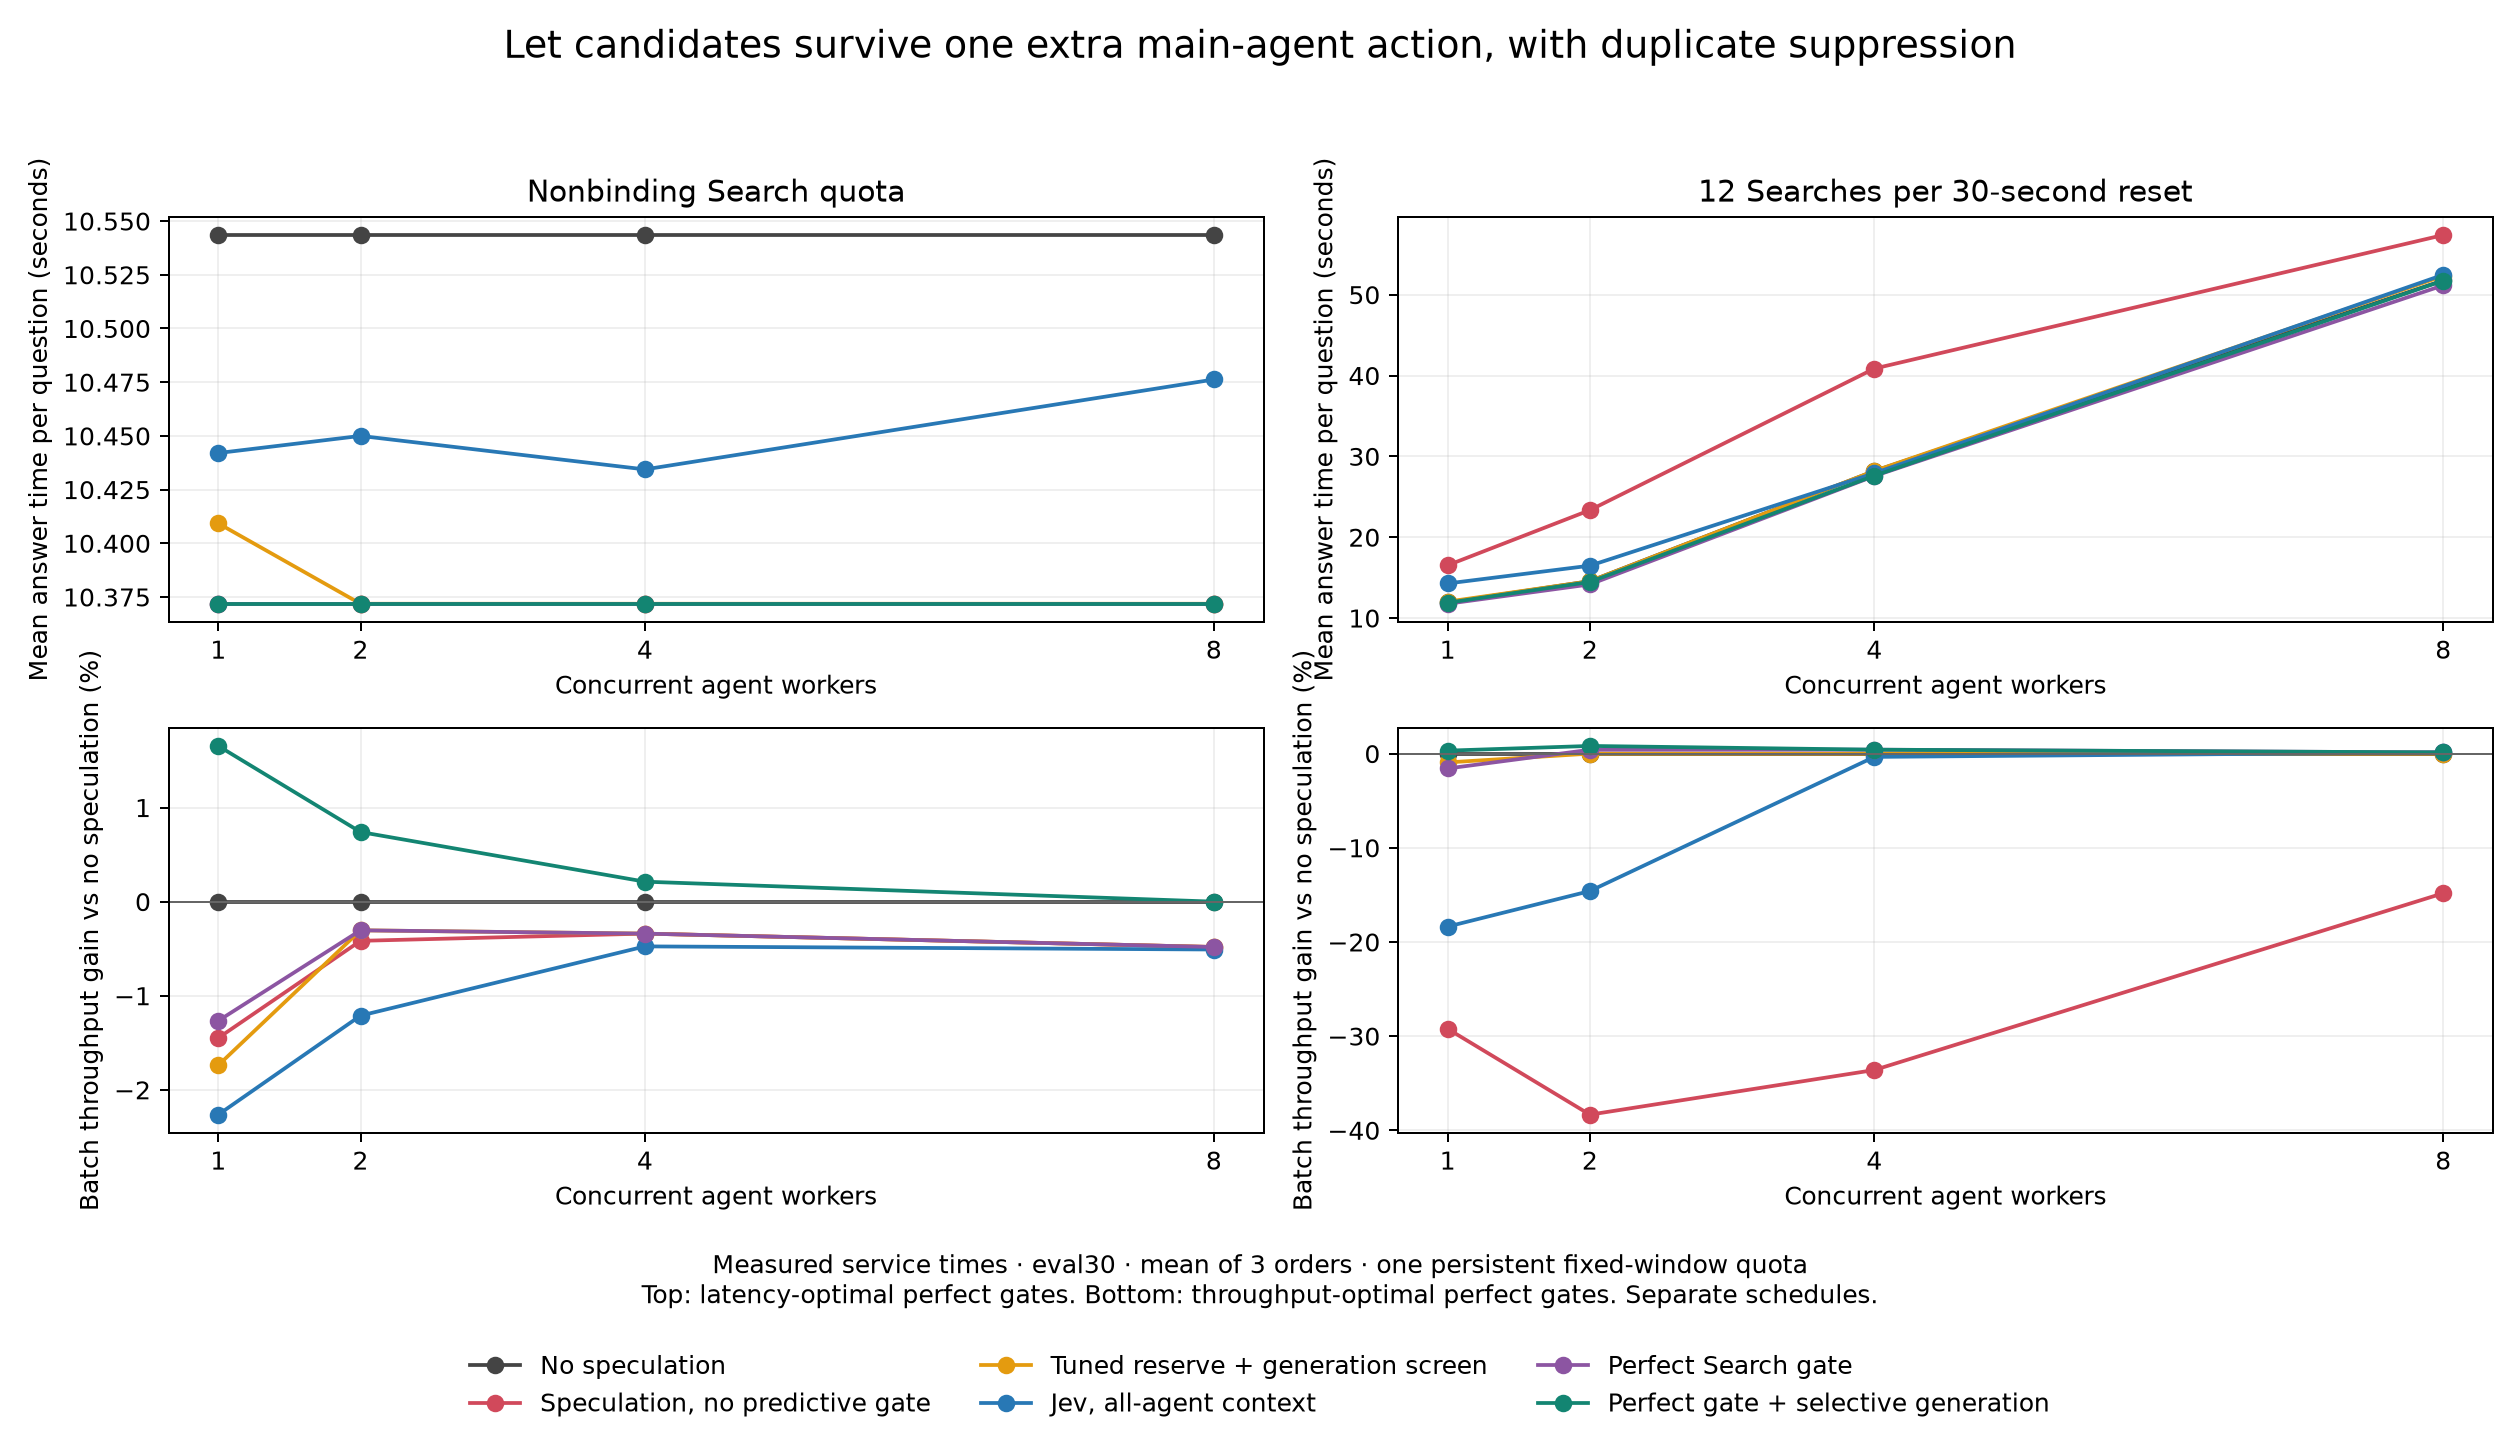 Let candidates survive one extra main-agent action, with duplicate suppression
Nonbinding Search quota
Mean answer time per question (seconds)
10.550
10.525
10.500
10.475
10.450
10.425
10.400
10.375
1
2
4
8
Concurrent agent workers
12 Searches per 30-second reset
Mean answer time per question (seconds)
50
40
30
20
10
1
2
4
8
Concurrent agent workers
Batch throughput gain vs no speculation (%)
1
0
−1
−2
1
2
4
8
Concurrent agent workers
Batch throughput gain vs no speculation (%)
0
−10
−20
−30
−40
1
2
4
8
Concurrent agent workers
Measured service times · eval30 · mean of 3 orders · one persistent fixed-window quota
Top: latency-optimal perfect gates. Bottom: throughput-optimal perfect gates. Separate schedules.
No speculation
Speculation, no predictive gate
Tuned reserve + generation screen
Jev, all-agent context
Perfect Search gate
Perfect gate + selective generation